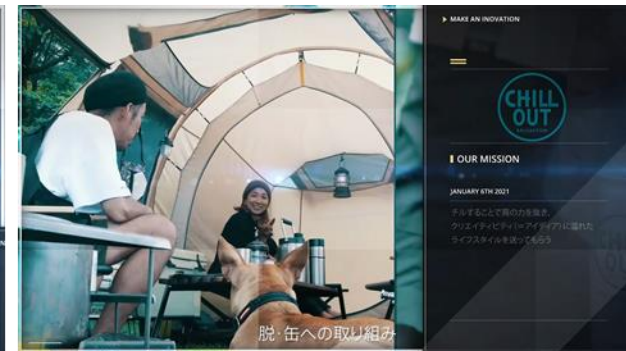 脱・缶への取り組み
MAKE AN INOVATION
CHILL
OUT
OUR MISSION
JANUARY 6TH 2021
チルすることで肩の力を抜き、
クリエイティビティ(=アイディア)に溢れた
ライフスタイルを送ってもらう